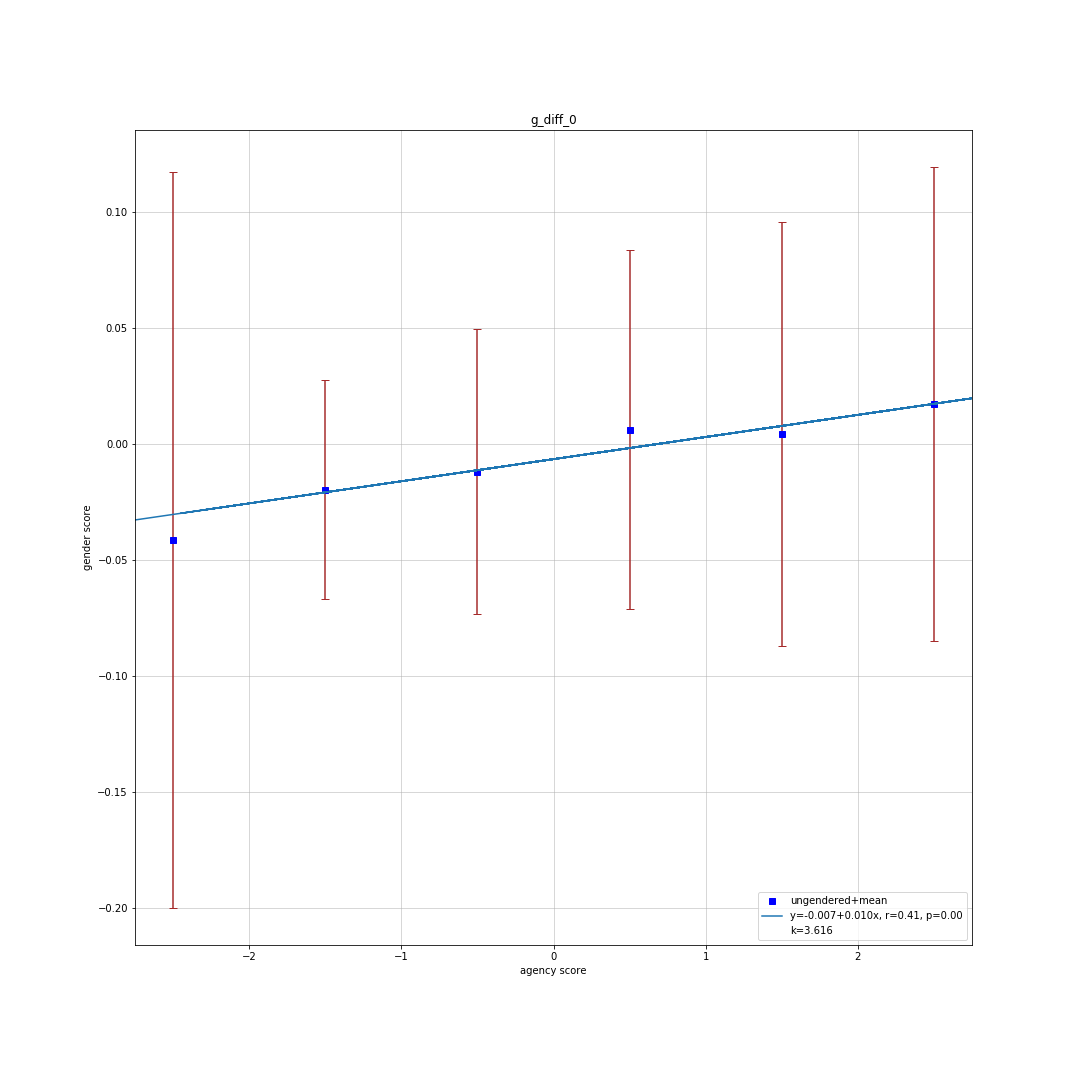 g_diff_0
0.10
0.05
0.00
−0.05
−0.10
−0.15
−0.20
gender score
−2
−1
0
1
2
agency score
ungendered+mean
y=-0.007+0.010x, r=0.41, p=0.00
k=3.616